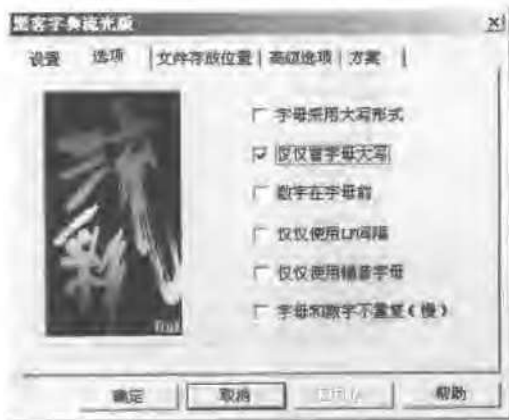 黑客字典流光版
设置 选项 文件存放位置 高级选项 方案
字母采用大写形式
仅仅首字母大写
数字在字母前
仅仅使用LM间隔
仅仅使用辅音字母
字母和数字不重复(慢)
确定 取消 帮助